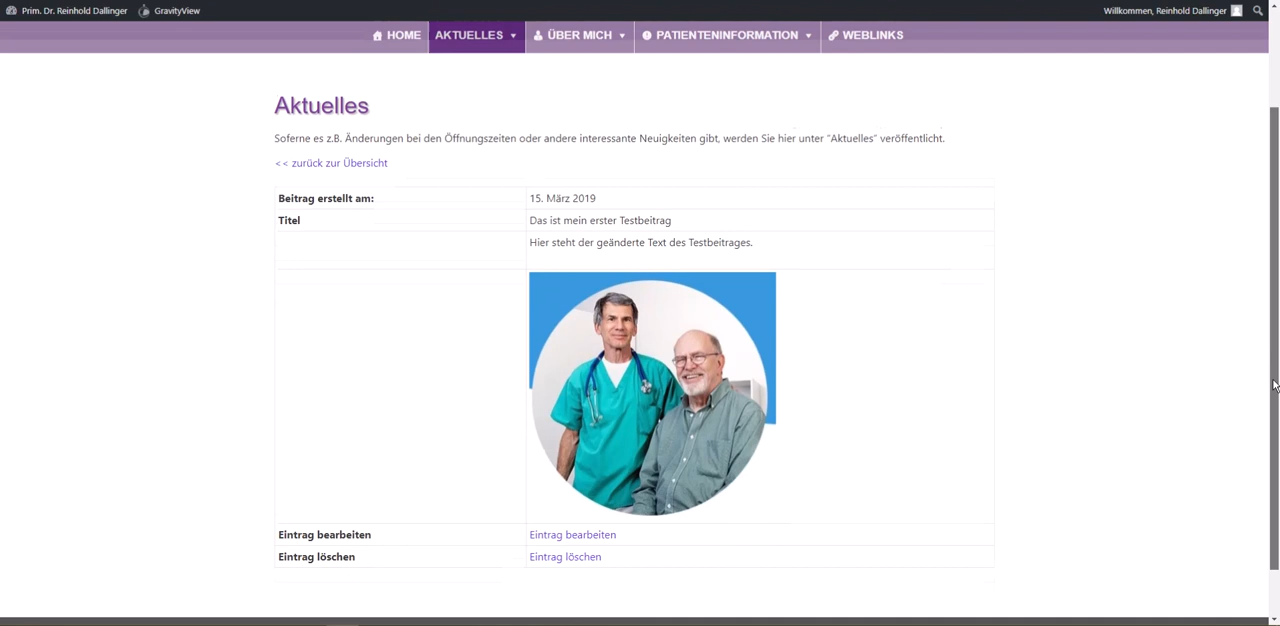 Prim. Dr. Reinhold Dallinger GravityView Willkommen, Reinhold Dallinger
HOME AKTUELLES ÜBER MICH PATIENTENINFORMATION WEBLINKS
Aktuelles
Soferne es z.B. Änderungen bei den Öffnungszeiten oder andere interessante Neuigkeiten gibt, werden Sie hier unter "Aktuelles" veröffentlicht.
<< zurück zur Übersicht
Beitrag erstellt am: 15. März 2019
Titel Das ist mein erster Testbeitrag
Hier steht der geänderte Text des Testbeitrages.
Eintrag bearbeiten Eintrag bearbeiten
Eintrag löschen Eintrag löschen